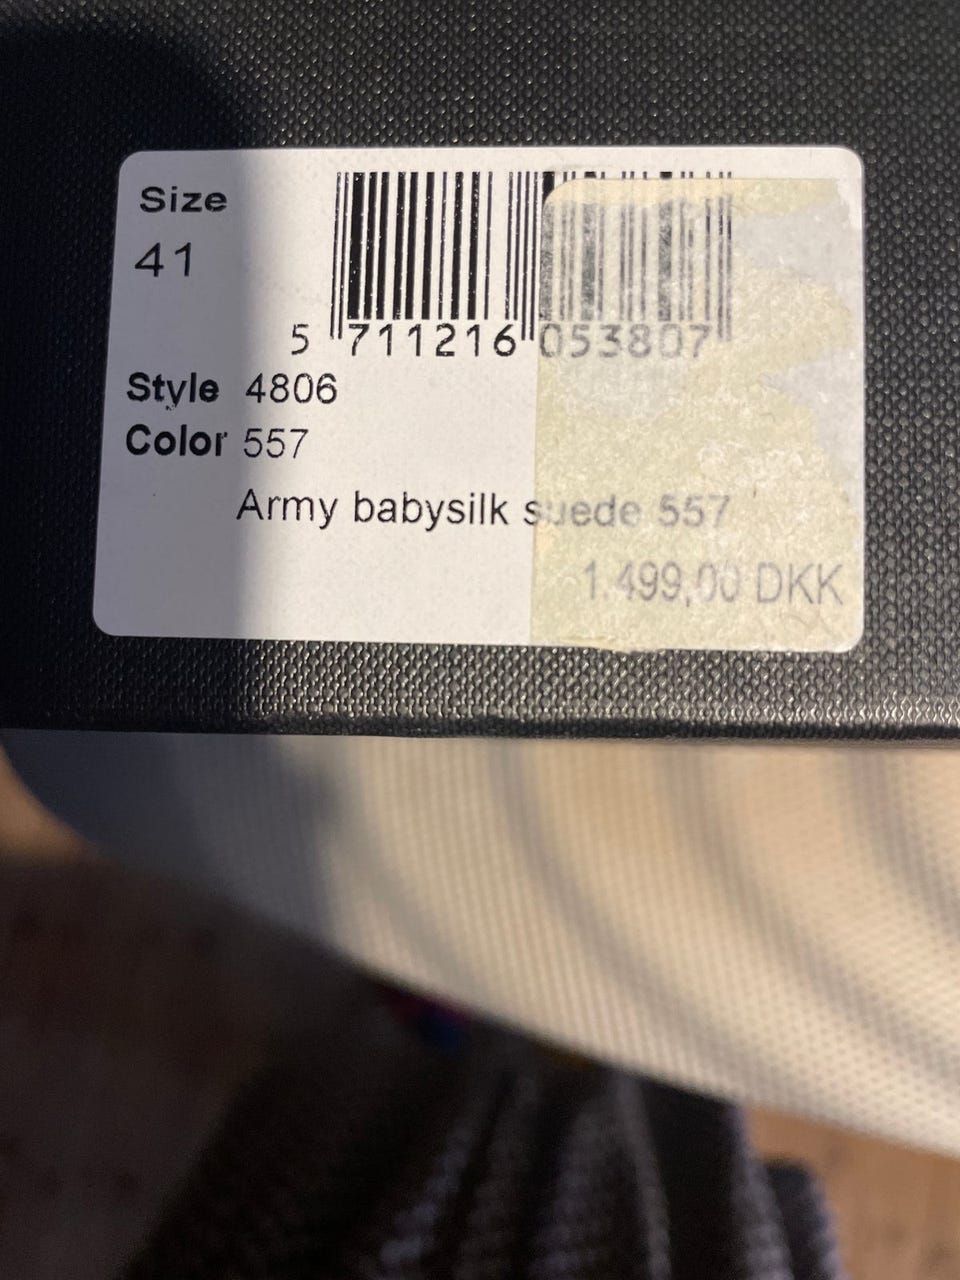 Size
41
5 711216 053807
Style 4806
Color 557
Army babysilk suede 557
1.499,00 DKK